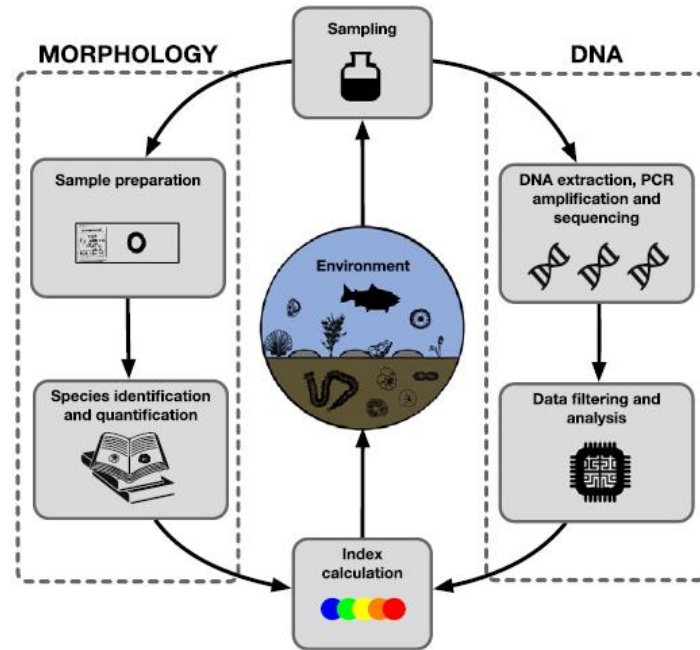 Sampling
MORPHOLOGY
DNA
Sample preparation
DNA extraction, PCR
amplification and
sequencing
Environment
Species identification
and quantification
Data filtering and
analysis
Index
calculation